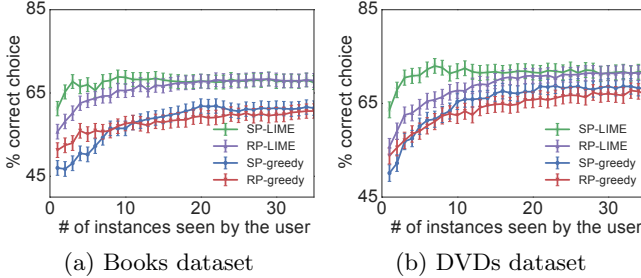 85
65
45
% correct choice
0
10
20
30
# of instances seen by the user
SP-LIME
RP-LIME
SP-greedy
RP-greedy
(a) Books dataset
85
65
45
% correct choice
0
10
20
30
# of instances seen by the user
SP-LIME
RP-LIME
SP-greedy
RP-greedy
(b) DVDs dataset